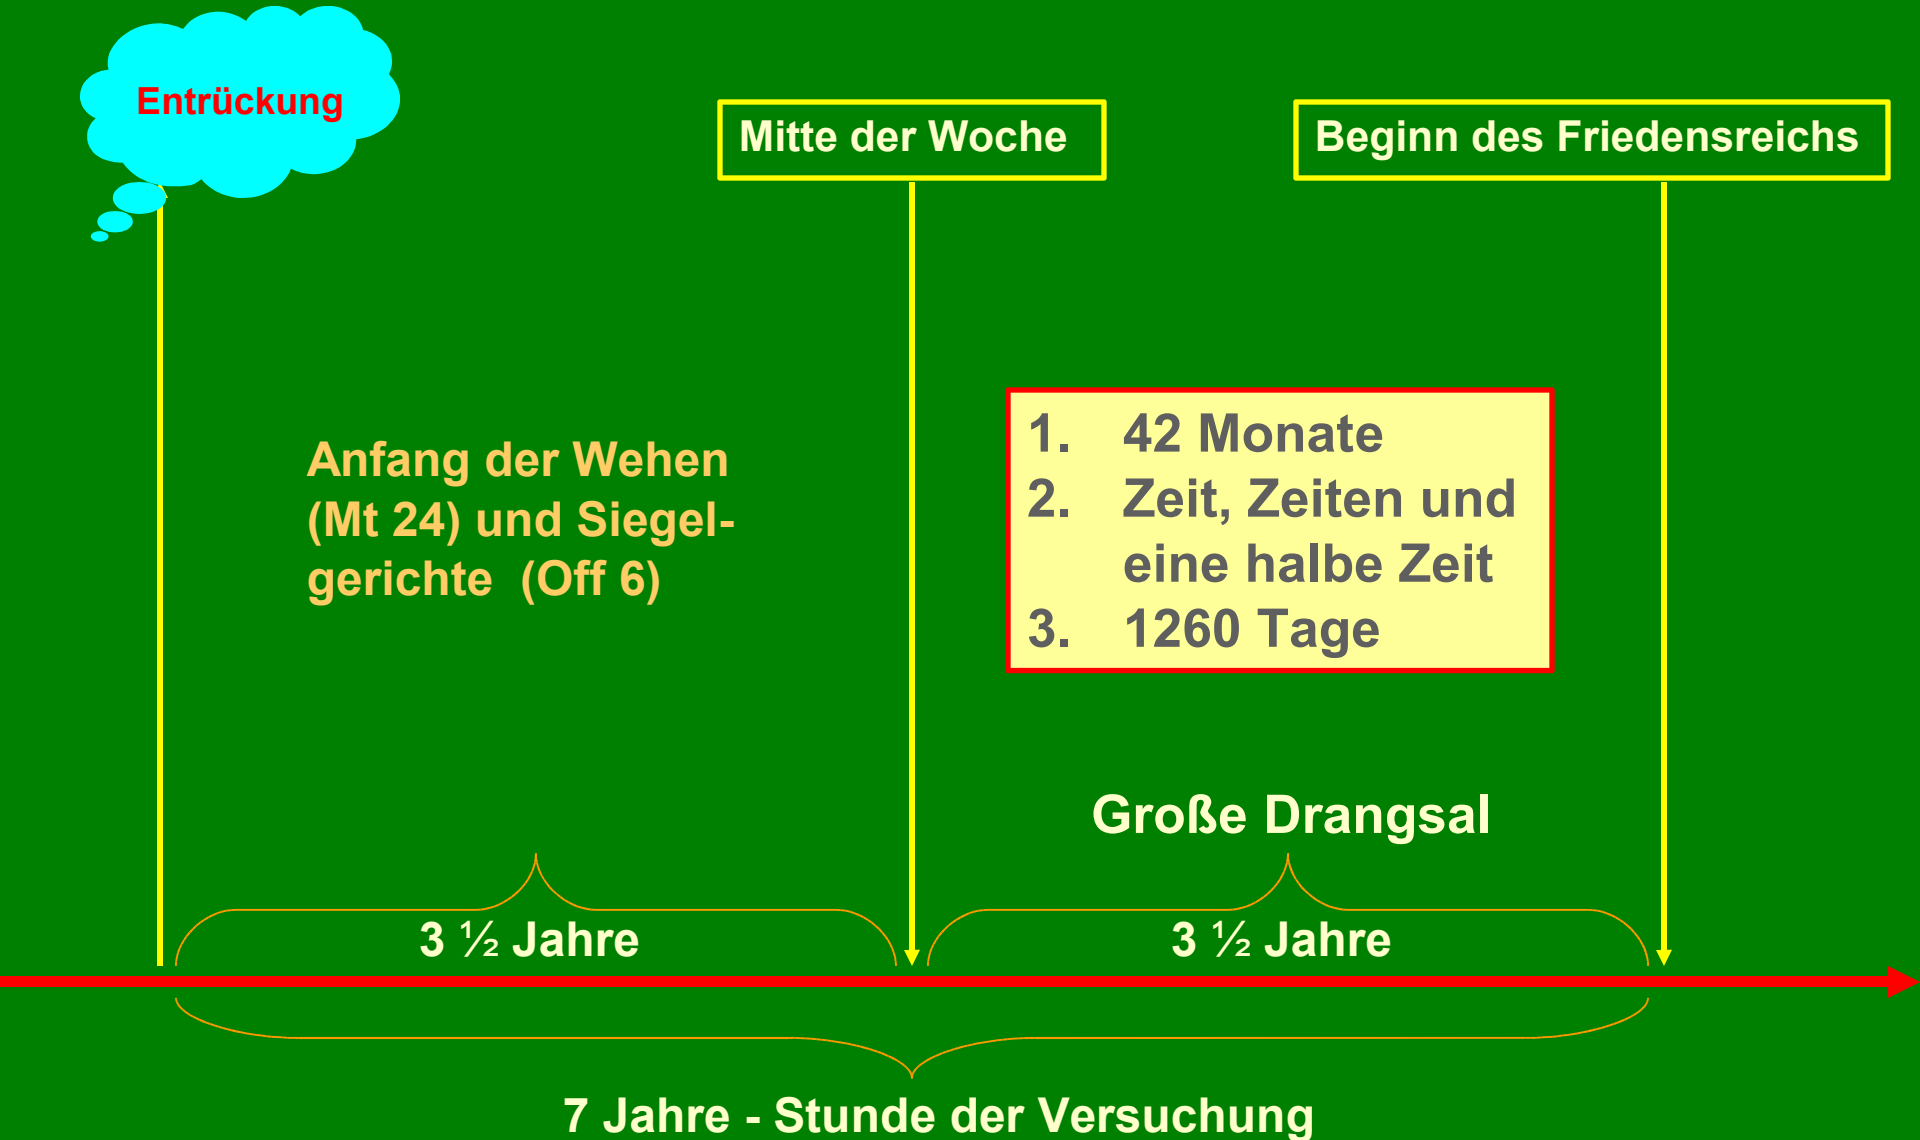 Entrückung
Mitte der Woche
Beginn des Friedensreichs
Anfang der Wehen
(Mt 24) und Siegel-
gerichte (Off 6)
1. 42 Monate
2. Zeit, Zeiten und
eine halbe Zeit
3. 1260 Tage
Große Drangsal
3 ½ Jahre
3 ½ Jahre
7 Jahre - Stunde der Versuchung